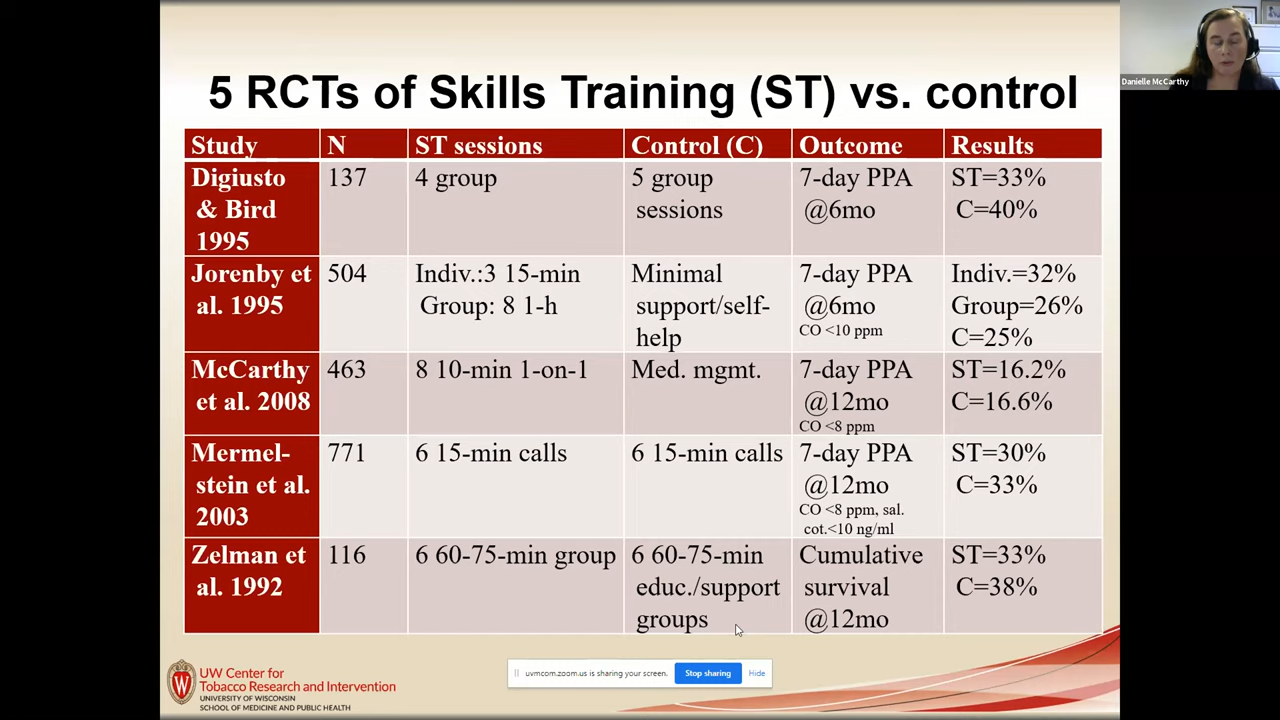 5 RCTs of Skills Training (ST) vs. control
Study N ST sessions Control (C) Outcome Results
Digiusto & Bird 1995
137
4 group
5 group sessions
7-day PPA @6mo
ST=33%
C=40%
Jorenby et al. 1995
504
Indiv.:3 15-min
Group: 8 1-h
Minimal support/self-help
7-day PPA @6mo
CO <10 ppm
Indiv.=32%
Group=26%
C=25%
McCarthy et al. 2008
463
8 10-min 1-on-1
Med. mgmt.
7-day PPA @12mo
CO <8 ppm
ST=16.2%
C=16.6%
Mermel-stein et al. 2003
771
6 15-min calls
6 15-min calls
7-day PPA @12mo
CO <8 ppm, sal. cot.<10 ng/ml
ST=30%
C=33%
Zelman et al. 1992
116
6 60-75-min group
6 60-75-min educ./support groups
Cumulative survival @12mo
ST=33%
C=38%
UW Center for
Tobacco Research and Intervention
UNIVERSITY OF WISCONSIN
SCHOOL OF MEDICINE AND PUBLIC HEALTH
uvmcom.zoom.us is sharing your screen.
Stop sharing
Hide
Danielle McCarthy